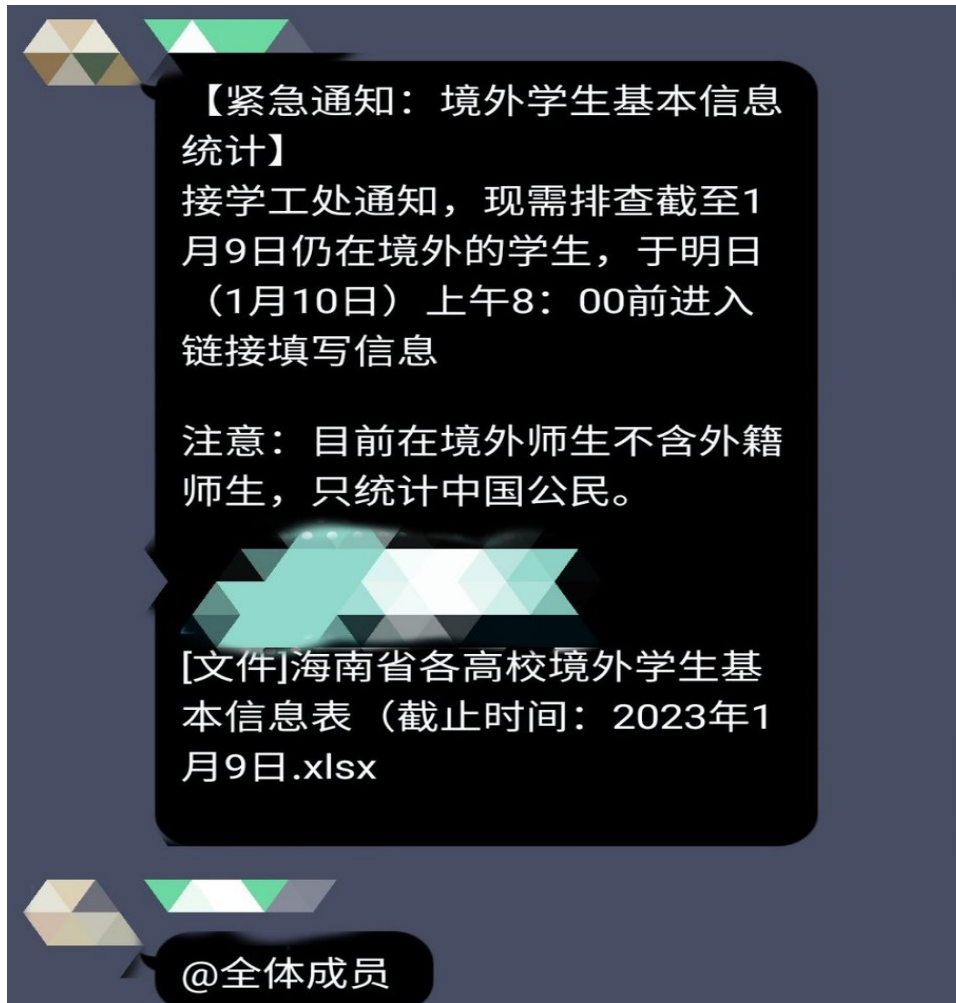 【紧急通知：境外学生基本信息
统计】
接学工处通知，现需排查截至1
月9日仍在境外的学生，于明日
（1月10日）上午8：00前进入
链接填写信息
注意：目前在境外师生不含外籍
师生，只统计中国公民。
[文件]海南省各高校境外学生基
本信息表（截止时间：2023年1
月9日.xlsx
@全体成员